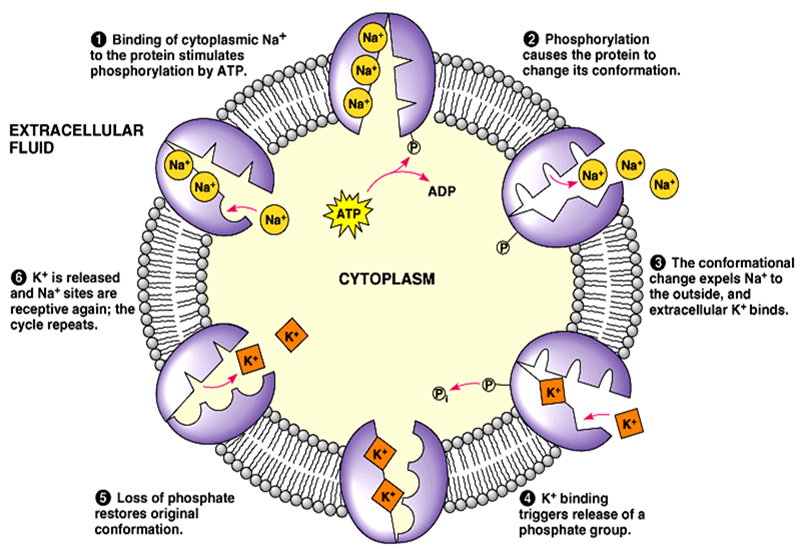 ❶ Binding of cytoplasmic Na⁺
to the protein stimulates
phosphorylation by ATP.
❷ Phosphorylation
causes the protein to
change its conformation.
EXTRACELLULAR
FLUID
Na⁺
Na⁺
Na⁺
P
Na⁺
Na⁺
Na⁺
Na⁺
Na⁺
Na⁺
ATP
ADP
P
CYTOPLASM
❸ The conformational
change expels Na⁺ to
the outside, and
extracellular K⁺ binds.
❻ K⁺ is released
and Na⁺ sites are
receptive again; the
cycle repeats.
K⁺
K⁺
Pi
P
K⁺
K⁺
K⁺
K⁺
❺ Loss of phosphate
restores original
conformation.
❹ K⁺ binding
triggers release of a
phosphate group.